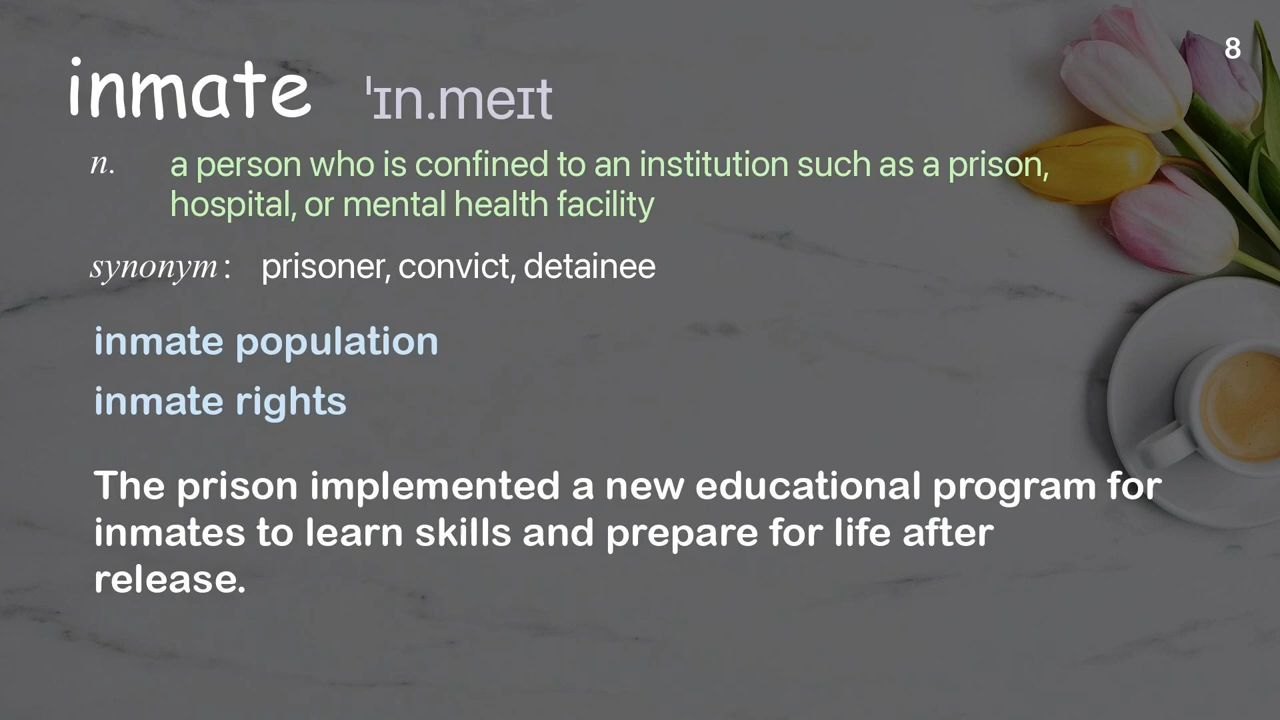 8
inmate ˈɪn.meɪt
n. a person who is confined to an institution such as a prison,
hospital, or mental health facility
synonym: prisoner, convict, detainee
inmate population
inmate rights
The prison implemented a new educational program for
inmates to learn skills and prepare for life after
release.